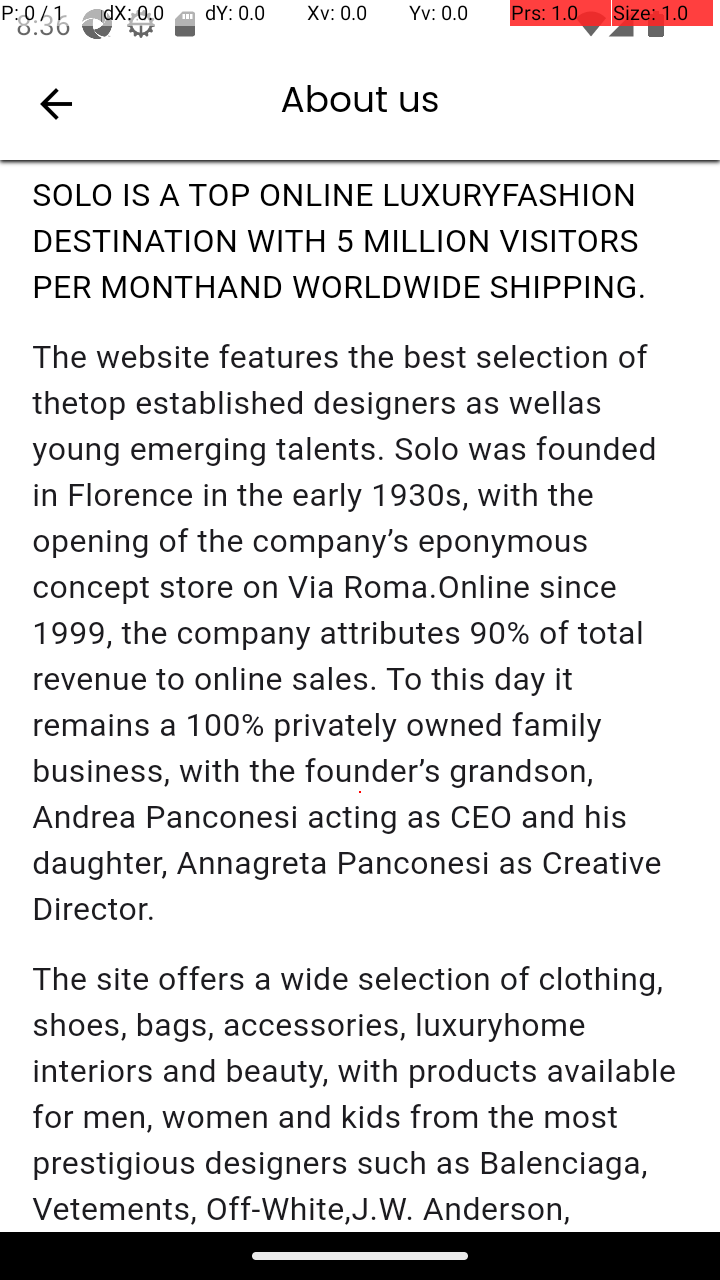 P: 0 / 1 dX: 0.0 dY: 0.0 Xv: 0.0 Yv: 0.0 Prs: 1.0 Size: 1.0
8:36
About us
SOLO IS A TOP ONLINE LUXURYFASHION
DESTINATION WITH 5 MILLION VISITORS
PER MONTHAND WORLDWIDE SHIPPING.
The website features the best selection of
thetop established designers as wellas
young emerging talents. Solo was founded
in Florence in the early 1930s, with the
opening of the company’s eponymous
concept store on Via Roma.Online since
1999, the company attributes 90% of total
revenue to online sales. To this day it
remains a 100% privately owned family
business, with the founder’s grandson,
Andrea Panconesi acting as CEO and his
daughter, Annagreta Panconesi as Creative
Director.
The site offers a wide selection of clothing,
shoes, bags, accessories, luxuryhome
interiors and beauty, with products available
for men, women and kids from the most
prestigious designers such as Balenciaga,
Vetements, Off-White,J.W. Anderson,